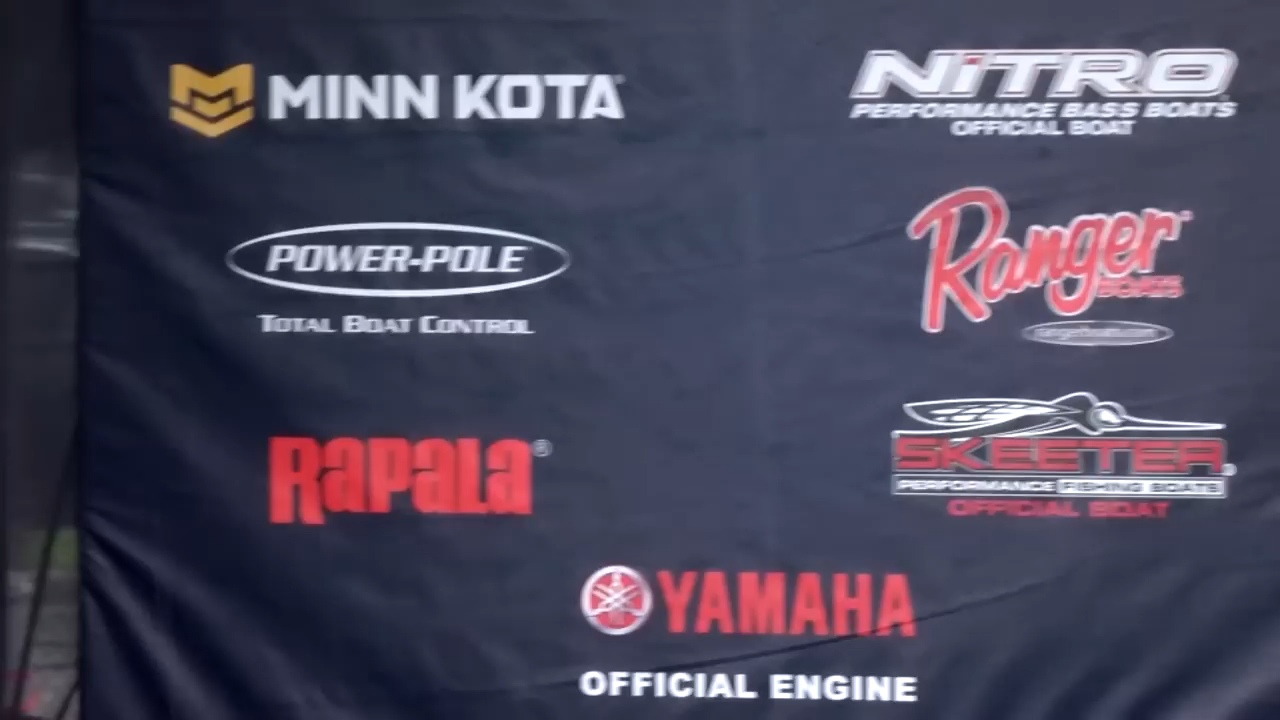 MINN KOTA
NiTRO
PERFORMANCE BASS BOATS
OFFICIAL BOAT
POWER-POLE
TOTAL BOAT CONTROL
Ranger
BOATS
RAPALA®
SKEETER®
PERFORMANCE FISHING BOATS
OFFICIAL BOAT
YAMAHA
OFFICIAL ENGINE